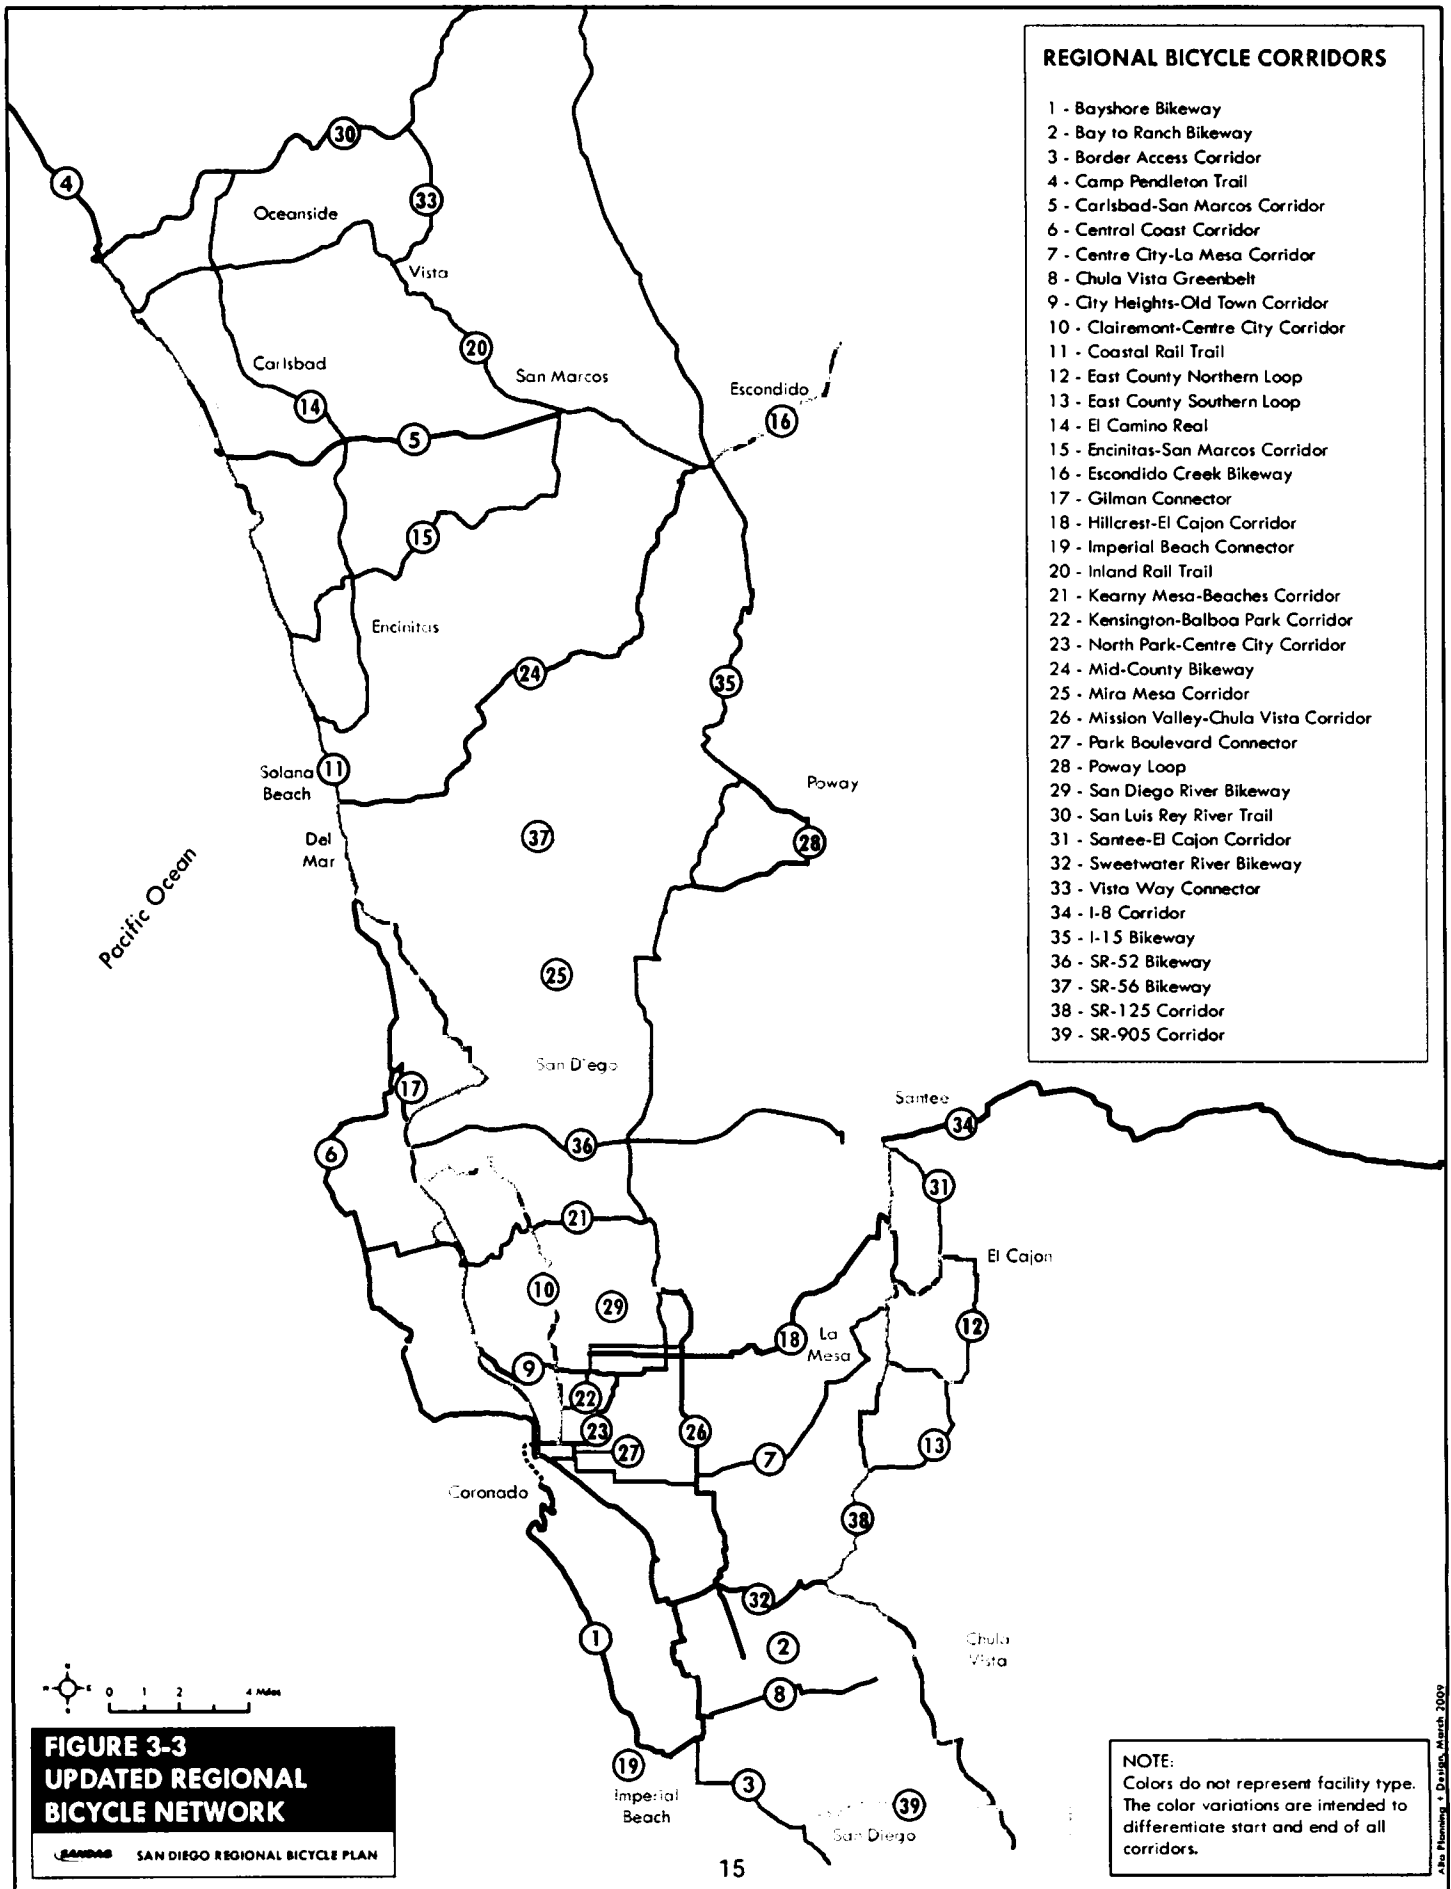 REGIONAL BICYCLE CORRIDORS
1 - Bayshore Bikeway
2 - Bay to Ranch Bikeway
3 - Border Access Corridor
4 - Camp Pendleton Trail
5 - Carlsbad-San Marcos Corridor
6 - Central Coast Corridor
7 - Centre City-La Mesa Corridor
8 - Chula Vista Greenbelt
9 - City Heights-Old Town Corridor
10 - Clairemont-Centre City Corridor
11 - Coastal Rail Trail
12 - East County Northern Loop
13 - East County Southern Loop
14 - El Camino Real
15 - Encinitas-San Marcos Corridor
16 - Escondido Creek Bikeway
17 - Gilman Connector
18 - Hillcrest-El Cajon Corridor
19 - Imperial Beach Connector
20 - Inland Rail Trail
21 - Kearny Mesa-Beaches Corridor
22 - Kensington-Balboa Park Corridor
23 - North Park-Centre City Corridor
24 - Mid-County Bikeway
25 - Mira Mesa Corridor
26 - Mission Valley-Chula Vista Corridor
27 - Park Boulevard Connector
28 - Poway Loop
29 - San Diego River Bikeway
30 - San Luis Rey River Trail
31 - Santee-El Cajon Corridor
32 - Sweetwater River Bikeway
33 - Vista Way Connector
34 - I-8 Corridor
35 - I-15 Bikeway
36 - SR-52 Bikeway
37 - SR-56 Bikeway
38 - SR-125 Corridor
39 - SR-905 Corridor
30
4
33
Oceanside
Vista
20
Carlsbad
San Marcos
Escondido
14
16
5
15
Encinitas
24
35
Solana
Beach
11
Poway
Del
Mar
37
28
Pacific Ocean
25
San Diego
17
Santee
34
36
6
31
21
El Cajon
10
29
12
18
La
Mesa
9
22
23
26
27
13
7
Coronado
38
32
1
2
Chula
Vista
8
19
Imperial
Beach
3
39
San Diego
N
W
E
S
0 1 2 4 Miles
FIGURE 3-3
UPDATED REGIONAL
BICYCLE NETWORK
SANDAG
SAN DIEGO REGIONAL BICYCLE PLAN
15
NOTE:
Colors do not represent facility type.
The color variations are intended to
differentiate start and end of all
corridors.
Alta Planning + Design, March 2009